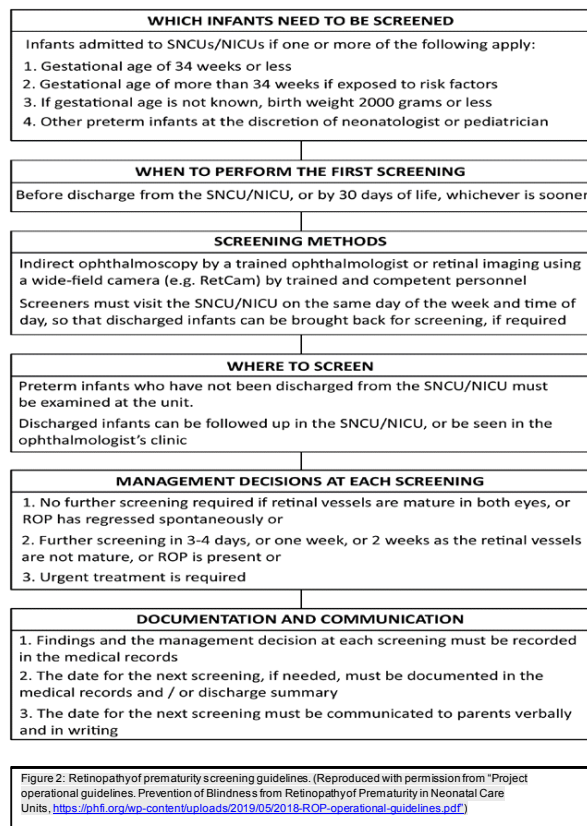 WHICH INFANTS NEED TO BE SCREENED
Infants admitted to SNCUs/NICUs if one or more of the following apply:
1. Gestational age of 34 weeks or less
2. Gestational age of more than 34 weeks if exposed to risk factors
3. If gestational age is not known, birth weight 2000 grams or less
4. Other preterm infants at the discretion of neonatologist or pediatrician
WHEN TO PERFORM THE FIRST SCREENING
Before discharge from the SNCU/NICU, or by 30 days of life, whichever is sooner
SCREENING METHODS
Indirect ophthalmoscopy by a trained ophthalmologist or retinal imaging using
a wide-field camera (e.g. RetCam) by trained and competent personnel
Screeners must visit the SNCU/NICU on the same day of the week and time of
day, so that discharged infants can be brought back for screening, if required
WHERE TO SCREEN
Preterm infants who have not been discharged from the SNCU/NICU must
be examined at the unit.
Discharged infants can be followed up in the SNCU/NICU, or be seen in the
ophthalmologist's clinic
MANAGEMENT DECISIONS AT EACH SCREENING
1. No further screening required if retinal vessels are mature in both eyes, or
ROP has regressed spontaneously or
2. Further screening in 3-4 days, or one week, or 2 weeks as the retinal vessels
are not mature, or ROP is present or
3. Urgent treatment is required
DOCUMENTATION AND COMMUNICATION
1. Findings and the management decision at each screening must be recorded
in the medical records
2. The date for the next screening, if needed, must be documented in the
medical records and / or discharge summary
3. The date for the next screening must be communicated to parents verbally
and in writing
Figure 2: Retinopathy of prematurity screening guidelines. (Reproduced with permission from "Project
operational guidelines. Prevention of Blindness from Retinopathy of Prematurity in Neonatal Care
Units, https://phfi.org/wp-content/uploads/2019/05/2018-ROP-operational-guidelines.pdf")